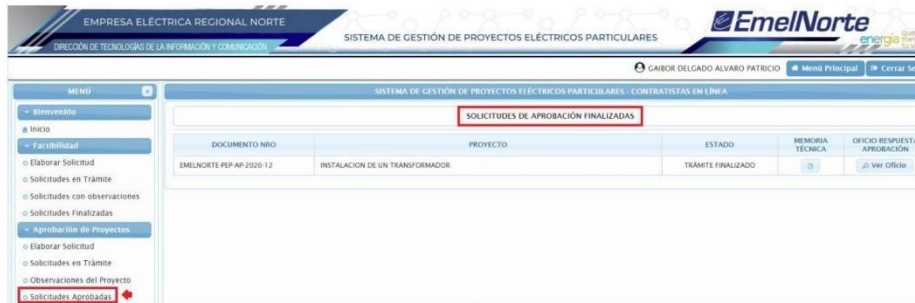 EMPRESA ELÉCTRICA REGIONAL NORTE
DIRECCIÓN DE TECNOLOGÍAS DE LA INFORMACIÓN Y COMUNICACIÓN
SISTEMA DE GESTIÓN DE PROYECTOS ELÉCTRICOS PARTICULARES
EmelNorte
energía
GAIBOR DELGADO ALVARO PATRICIO
Menú Principal
Cerrar Se
MENÚ
SISTEMA DE GESTIÓN DE PROYECTOS ELÉCTRICOS PARTICULARES - CONTRATISTAS EN LÍNEA
Bienvenido
Inicio
Factibilidad
Elaborar Solicitud
Solicitudes en Trámite
Solicitudes con observaciones
Solicitudes Finalizadas
Aprobación de Proyectos
Elaborar Solicitud
Solicitudes en Trámite
Observaciones del Proyecto
Solicitudes Aprobadas
SOLICITUDES DE APROBACIÓN FINALIZADAS
DOCUMENTO NRO PROYECTO ESTADO MEMORIA TÉCNICA OFICIO RESPUESTA APROBACIÓN
EMELNORTE-PEP-AP-2020-12 INSTALACION DE UN TRANSFORMADOR TRÁMITE FINALIZADO Ver Oficio